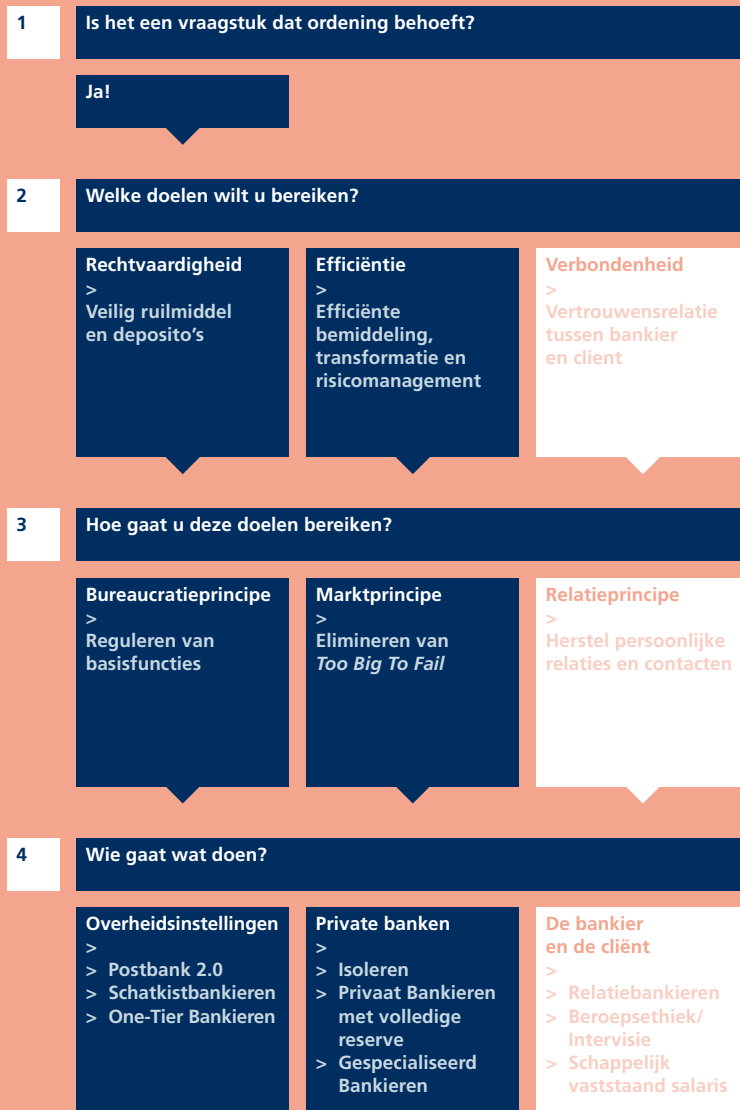 1
Is het een vraagstuk dat ordening behoeft?
Ja!
2
Welke doelen wilt u bereiken?
Rechtvaardigheid
>
Veilig ruilmiddel
en deposito's
Efficiëntie
>
Efficiënte
bemiddeling,
transformatie en
risicomanagement
Verbondenheid
>
Vertrouwensrelatie
tussen bankier
en client
3
Hoe gaat u deze doelen bereiken?
Bureaucratieprincipe
>
Reguleren van
basisfuncties
Marktprincipe
>
Elimineren van
Too Big To Fail
Relatieprincipe
>
Herstel persoonlijke
relaties en contacten
4
Wie gaat wat doen?
Overheidsinstellingen
>
> Postbank 2.0
> Schatkistbankieren
> One-Tier Bankieren
Private banken
>
> Isoleren
> Privaat Bankieren
met volledige
reserve
> Gespecialiseerd
Bankieren
De bankier
en de cliënt
>
> Relatiebankieren
> Beroepsethiek/
Intervisie
> Schappelijk
vaststaand salaris